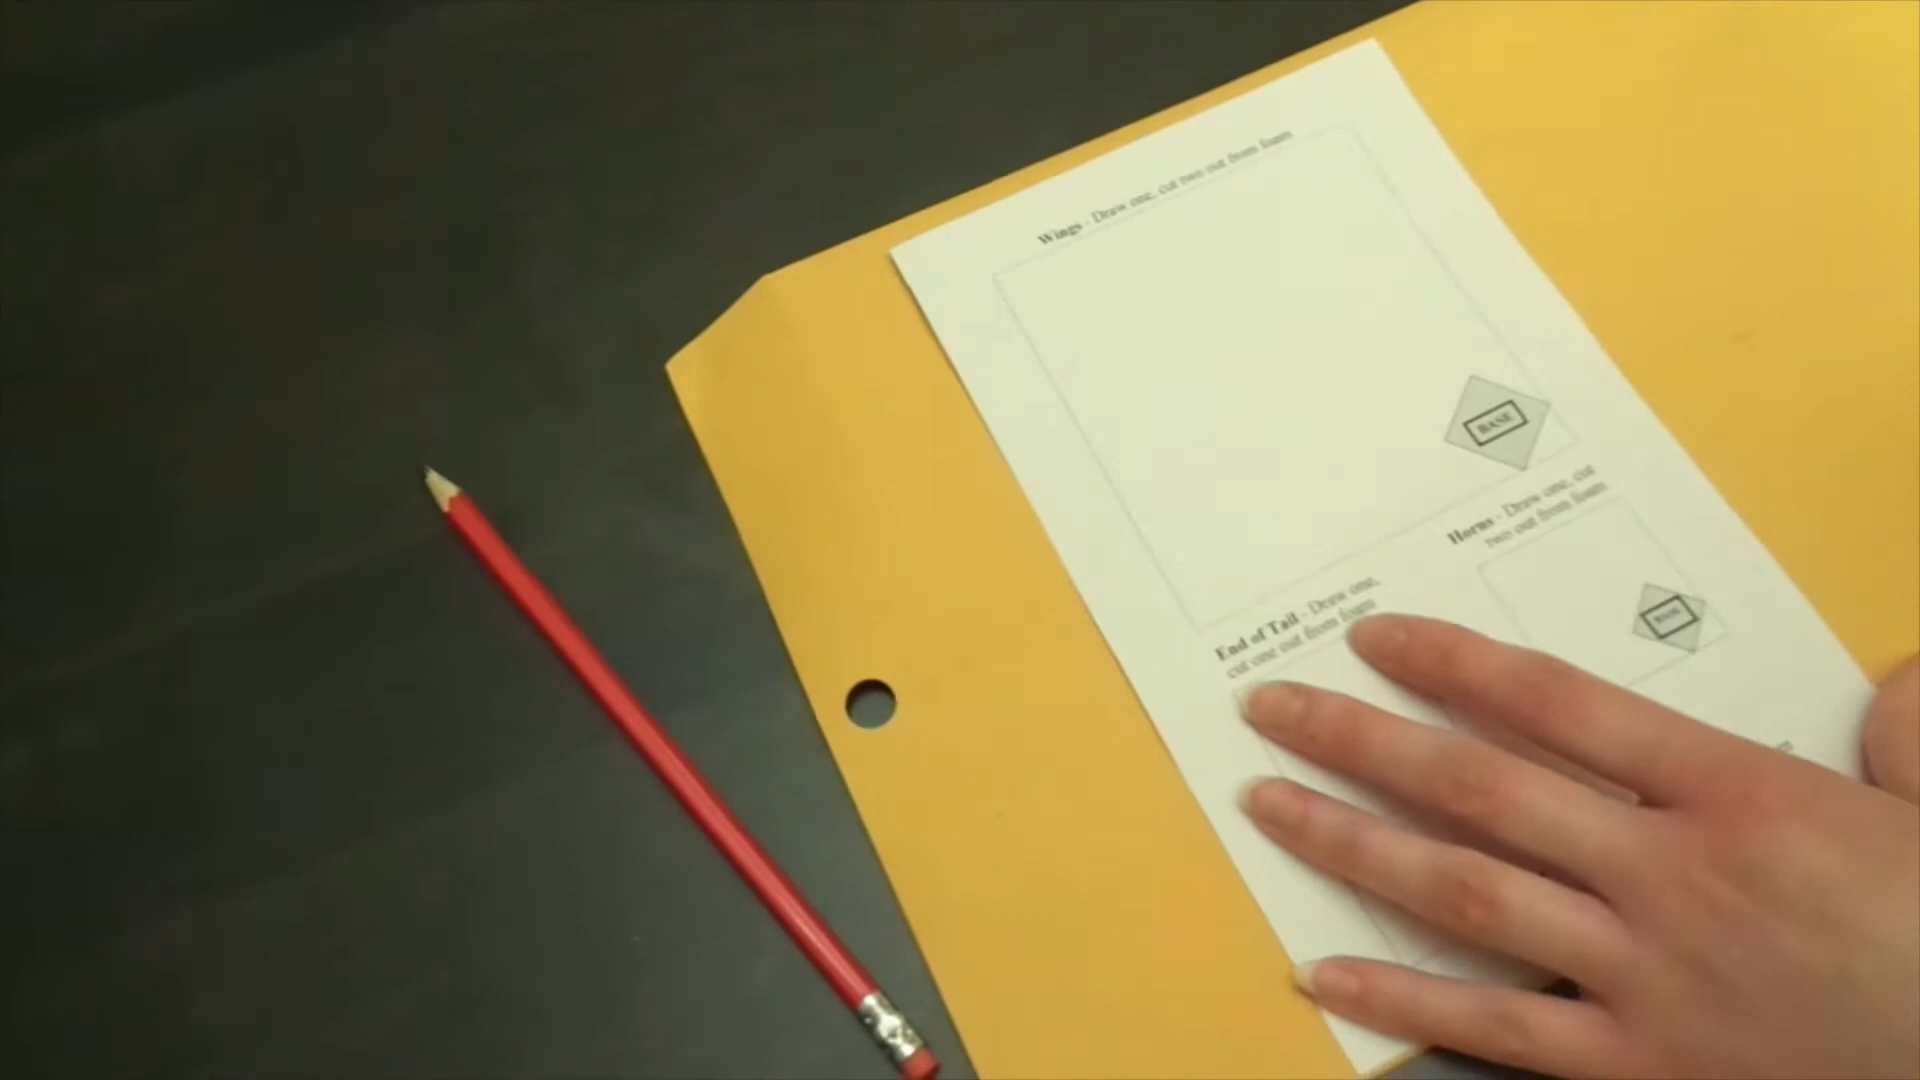 Wings - Draw one, cut two out from foam
BASE
Horns - Draw one, cut
two out from foam
BASE
End of Tail - Draw one,
cut one out from foam